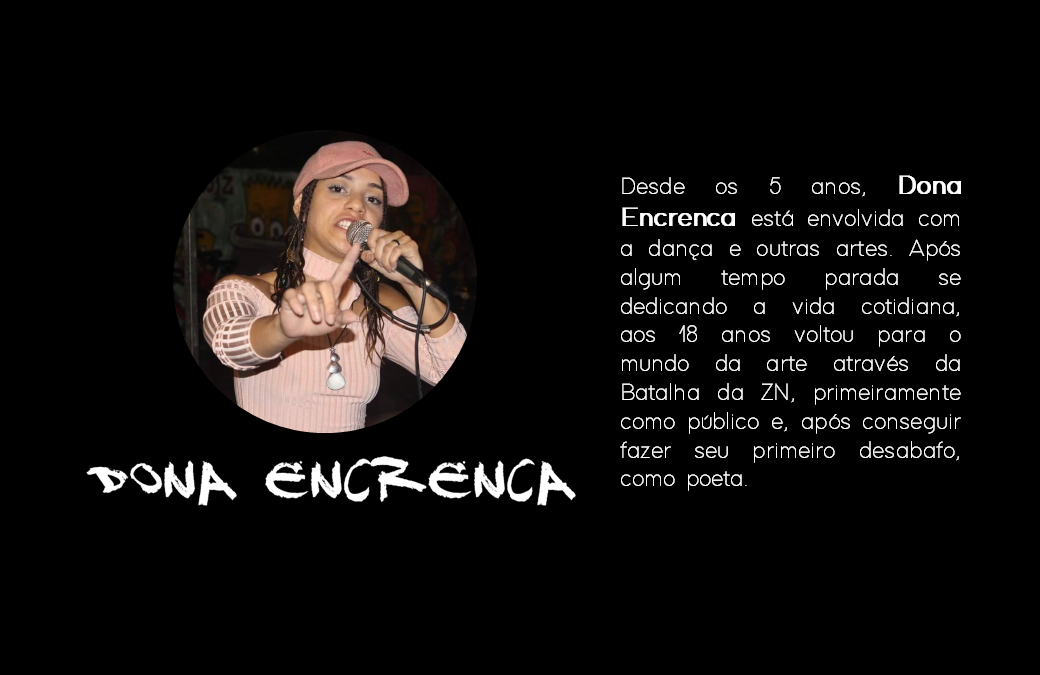 Desde os 5 anos, Dona
Encrenca está envolvida com
a dança e outras artes. Após
algum tempo parada se
dedicando a vida cotidiana,
aos 18 anos voltou para o
mundo da arte através da
Batalha da ZN, primeiramente
como público e, após conseguir
fazer seu primeiro desabafo,
como poeta.
DONA ENCRENCA